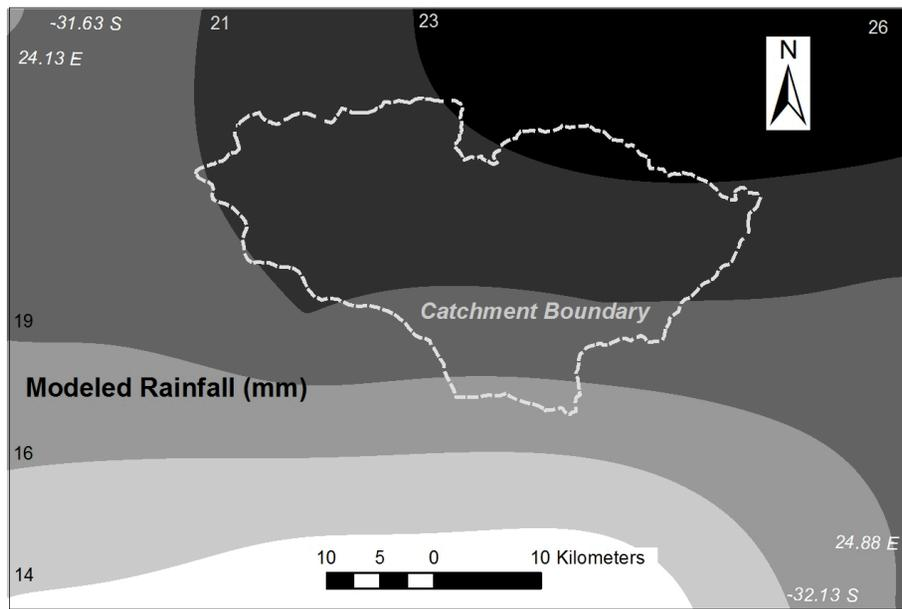 -31.63 S
21
23
26
24.13 E
N
Catchment Boundary
19
Modeled Rainfall (mm)
16
24.88 E
10 5 0 10 Kilometers
14
-32.13 S